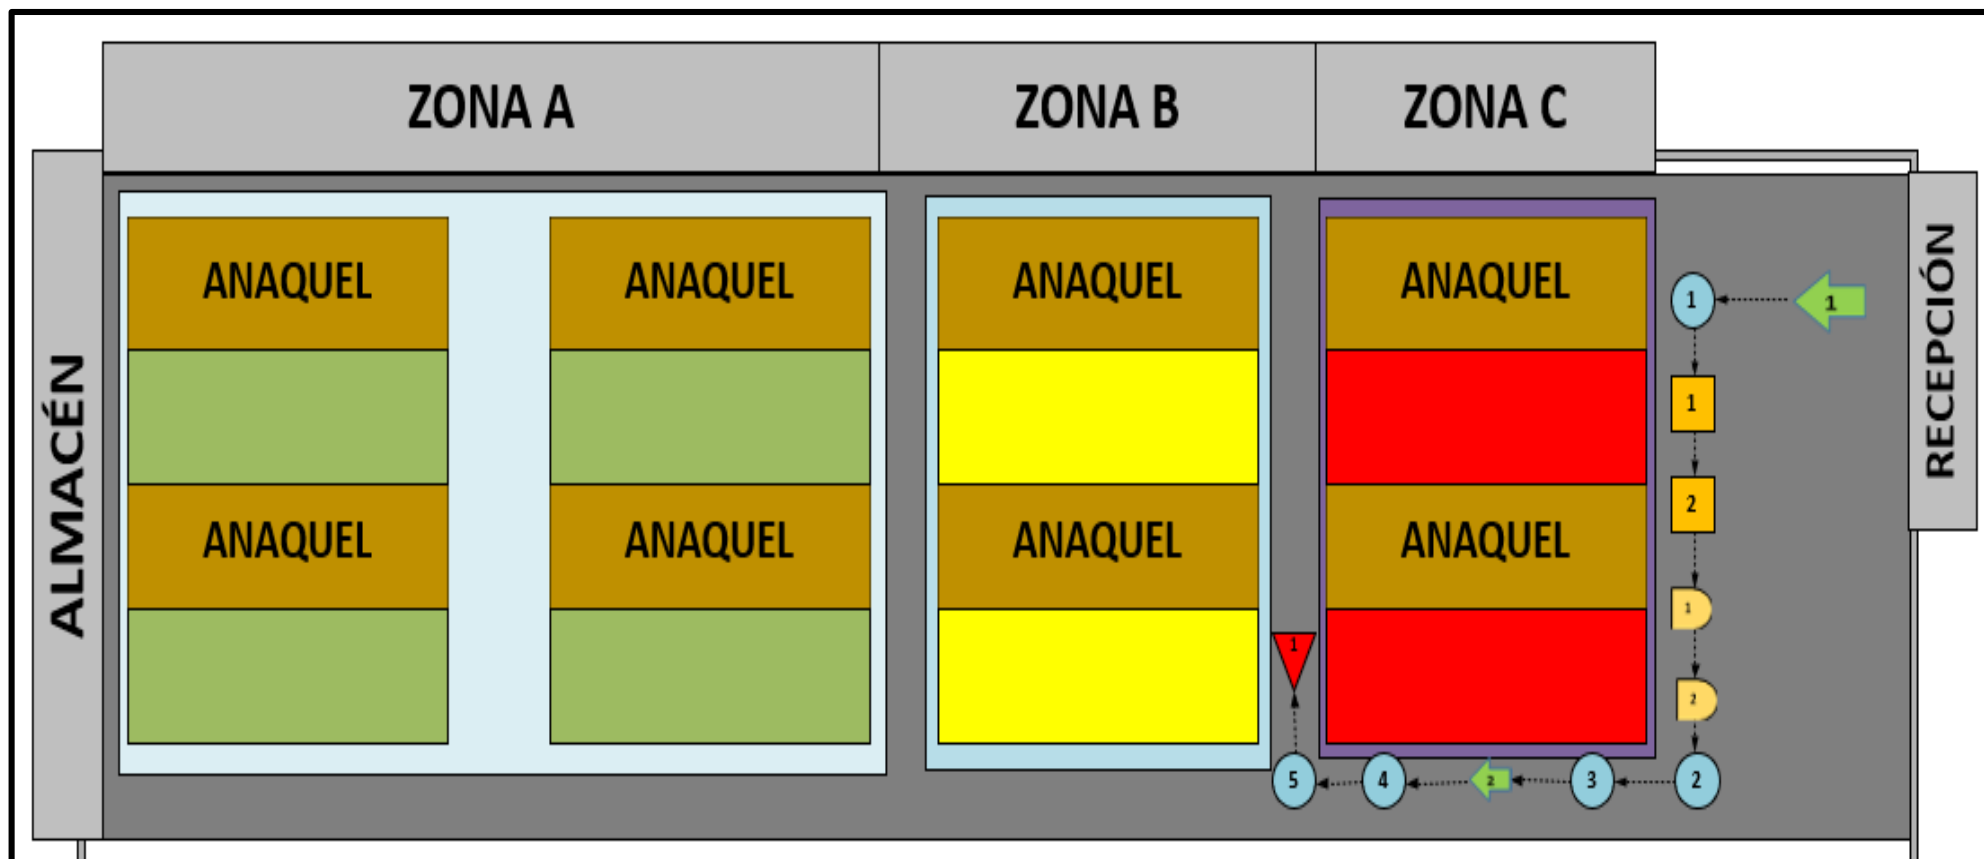 ZONA A
ZONA B
ZONA C
ALMACÉN
RECEPCIÓN
ANAQUEL
ANAQUEL
ANAQUEL
ANAQUEL
ANAQUEL
ANAQUEL
ANAQUEL
ANAQUEL
1
1
1
2
1
2
2
3
2
4
5
1